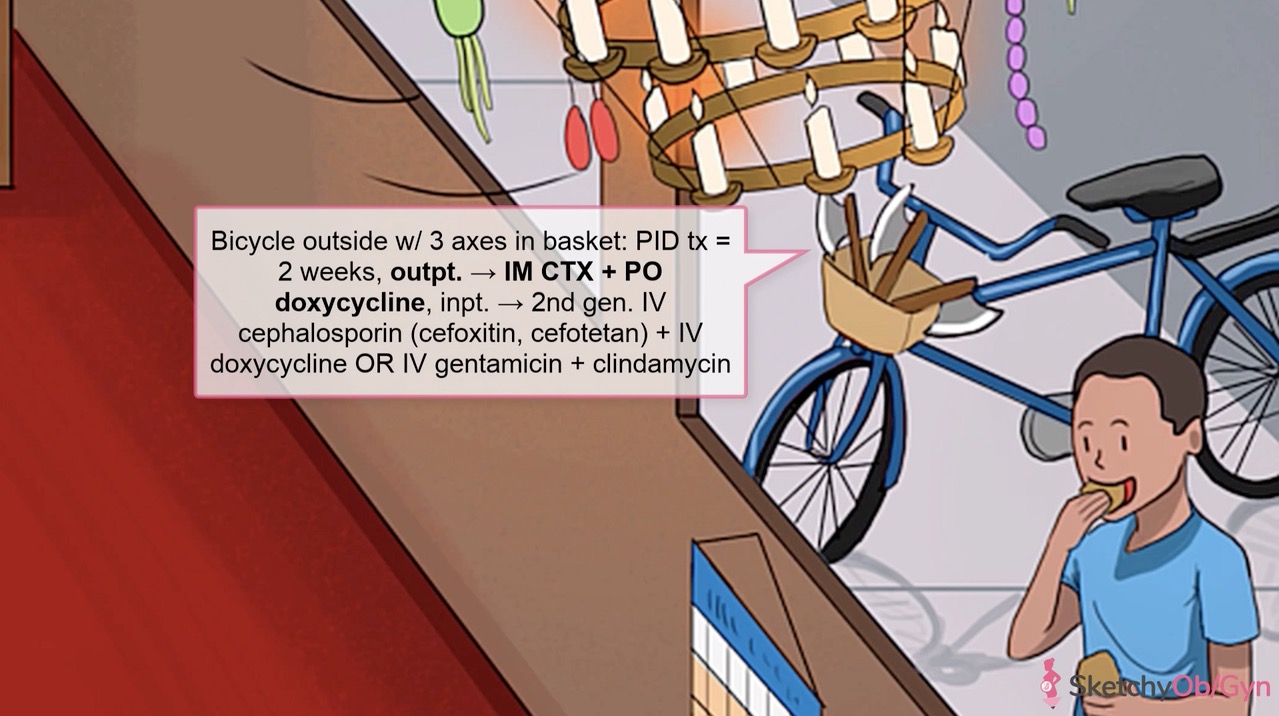 Bicycle outside w/ 3 axes in basket: PID tx =
2 weeks, outpt. → IM CTX + PO
doxycycline, inpt. → 2nd gen. IV
cephalosporin (cefoxitin, cefotetan) + IV
doxycycline OR IV gentamicin + clindamycin
SketchyOb/Gyn